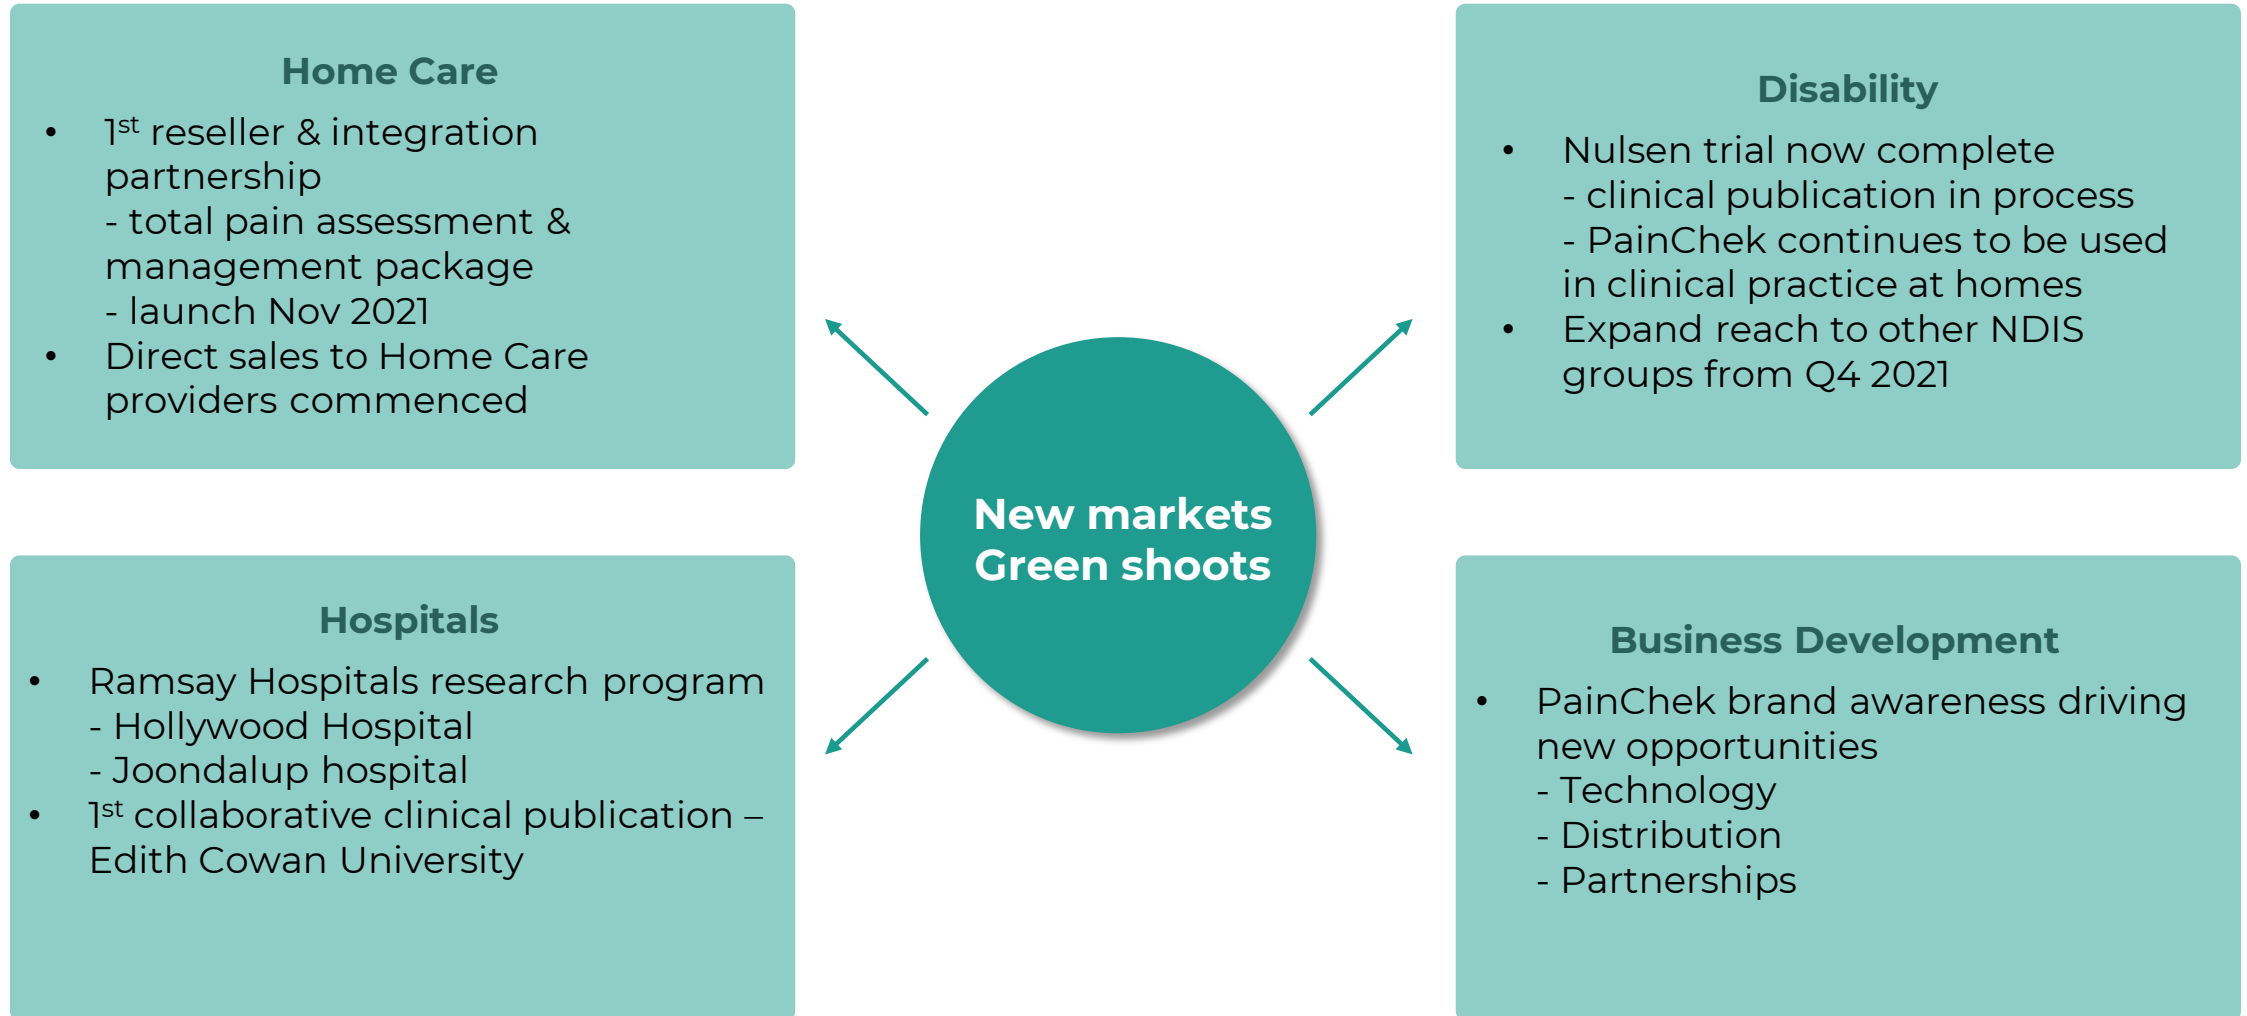 Home Care
• 1st reseller & integration
partnership
- total pain assessment &
management package
- launch Nov 2021
• Direct sales to Home Care
providers commenced
Disability
• Nulsen trial now complete
- clinical publication in process
- PainChek continues to be used
in clinical practice at homes
• Expand reach to other NDIS
groups from Q4 2021
New markets
Green shoots
Hospitals
• Ramsay Hospitals research program
- Hollywood Hospital
- Joondalup hospital
• 1st collaborative clinical publication –
Edith Cowan University
Business Development
• PainChek brand awareness driving
new opportunities
- Technology
- Distribution
- Partnerships